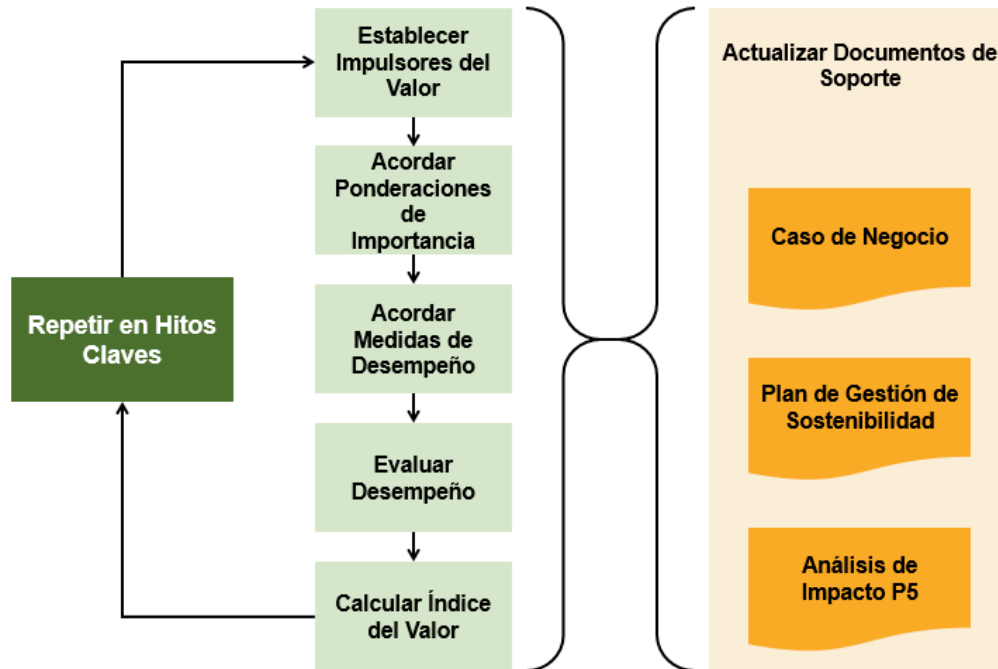 Establecer
Impulsores del
Valor
Acordar
Ponderaciones
de
Importancia
Acordar
Medidas de
Desempeño
Evaluar
Desempeño
Calcular Índice
del Valor
Repetir en Hitos
Claves
Actualizar Documentos de
Soporte
Caso de Negocio
Plan de Gestión de
Sostenibilidad
Análisis de
Impacto P5